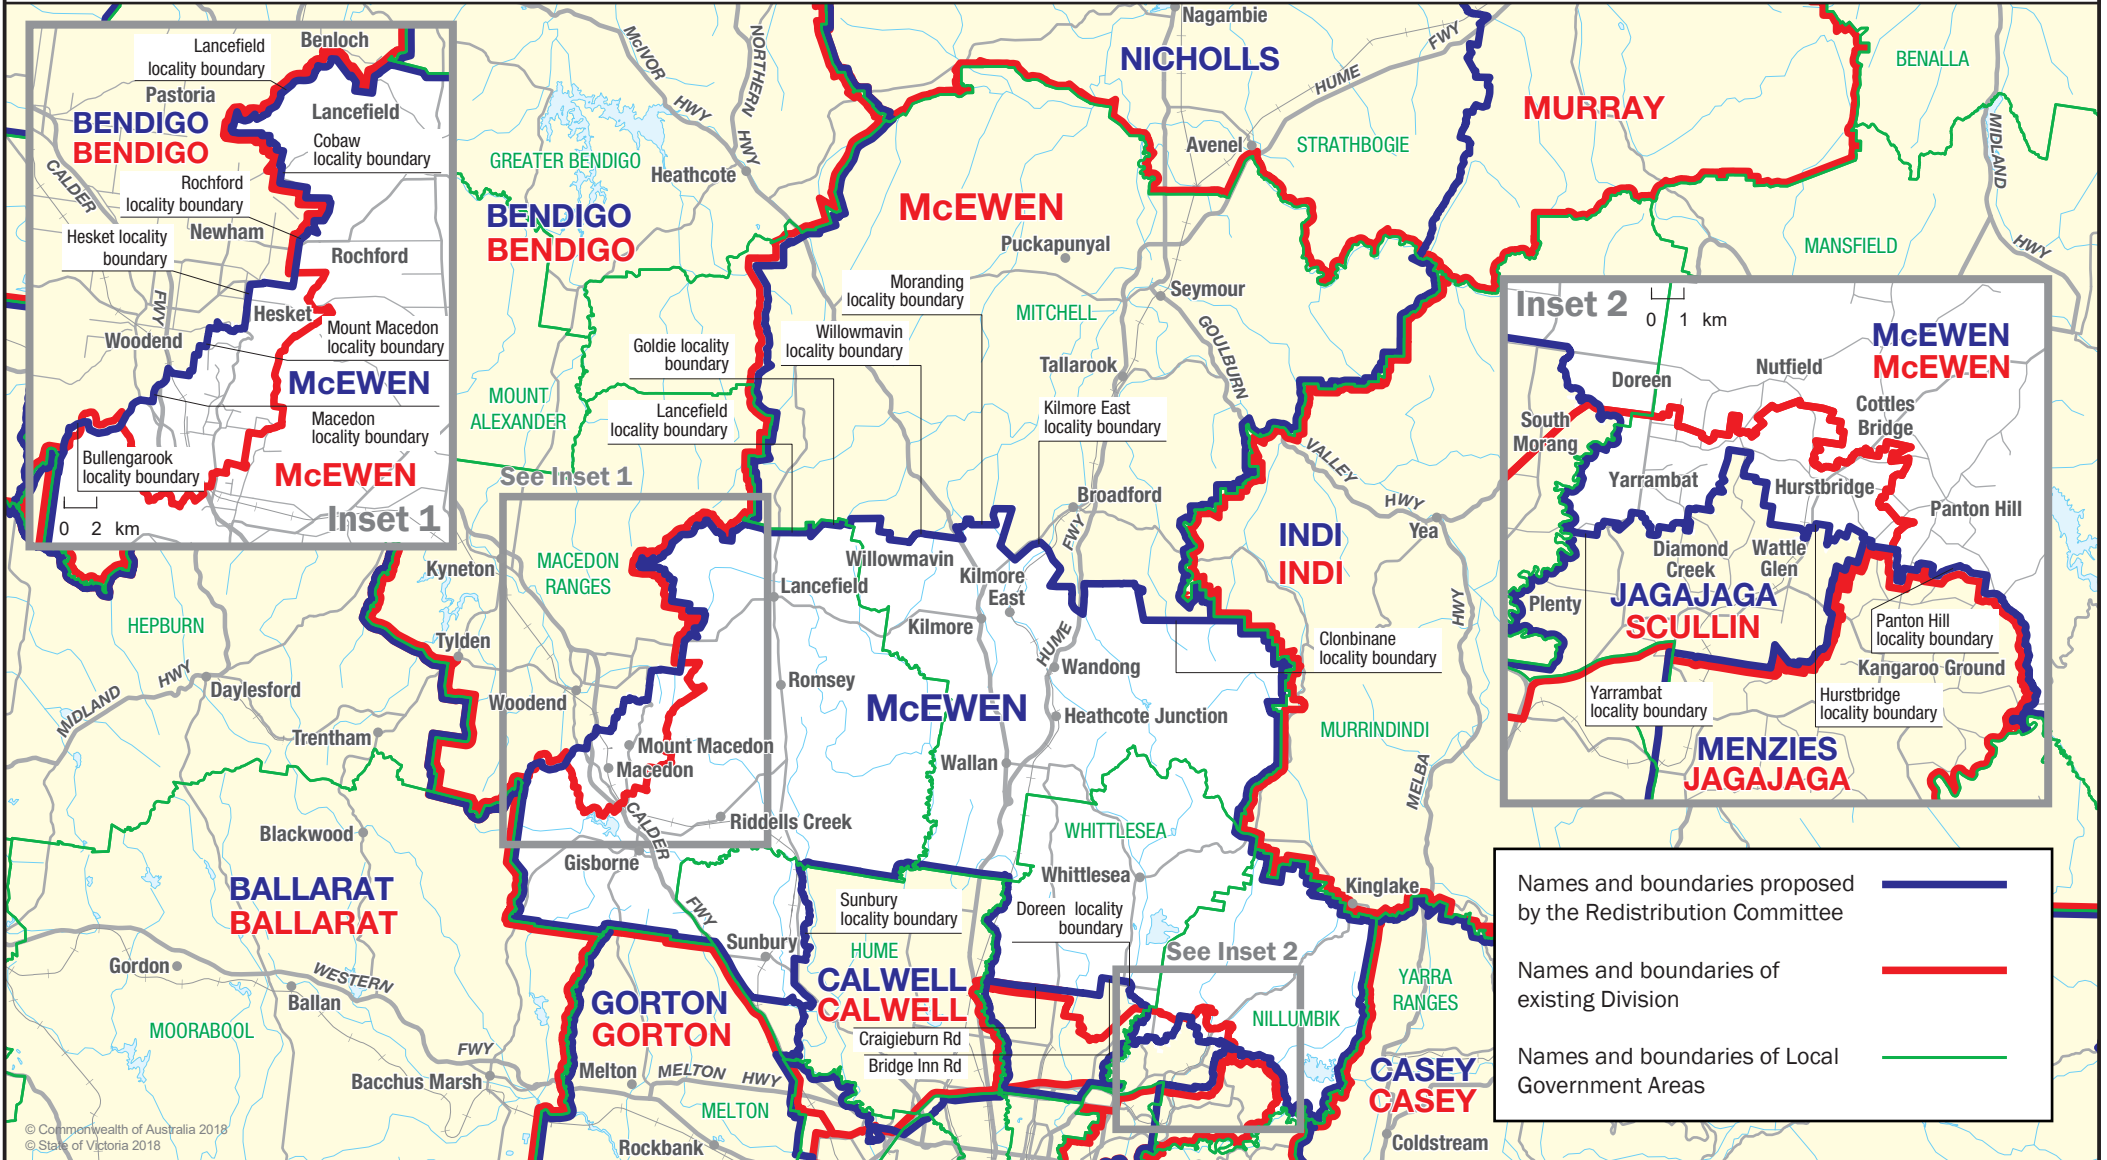 Lancefield
locality boundary
Benloch
Pastoria
BENDIGO
BENDIGO
Lancefield
Cobaw
locality boundary
CALDER
Rochford
locality boundary
Newham
Hesket locality
boundary
Rochford
FWY
Hesket
Woodend
Mount Macedon
locality boundary
McEWEN
Macedon
locality boundary
Bullengarook
locality boundary
McEWEN
0 2 km
Inset 1
McIVOR
HWY
NORTHERN
HWY
Nagambie
NICHOLLS
HUME
FWY
MURRAY
BENALLA
MIDLAND
HWY
GREATER BENDIGO
Heathcote
Avenel
STRATHBOGIE
BENDIGO
BENDIGO
McEWEN
Puckapunyal
MANSFIELD
Moranding
locality boundary
Seymour
MITCHELL
Willowmavin
locality boundary
Goldie locality
boundary
GOULBURN
Tallarook
MOUNT
ALEXANDER
Lancefield
locality boundary
Kilmore East
locality boundary
VALLEY
HWY
See Inset 1
Broadford
FWY
INDI
INDI
Yea
Inset 2
0 1 km
McEWEN
McEWEN
Nutfield
Doreen
South
Morang
Cottles
Bridge
Yarrambat
Hurstbridge
Panton Hill
Diamond
Creek
Wattle
Glen
JAGAJAGA
SCULLIN
Plenty
Panton Hill
locality boundary
Kangaroo Ground
Yarrambat
locality boundary
Hurstbridge
locality boundary
MENZIES
JAGAJAGA
Kyneton
MACEDON
RANGES
Willowmavin
Lancefield
Kilmore
East
Kilmore
HEPBURN
Tylden
HUME
Wandong
Clonbinane
locality boundary
HWY
MIDLAND
HWY
Daylesford
Woodend
Romsey
McEWEN
Heathcote Junction
MURRINDINDI
Trentham
Mount Macedon
Macedon
Wallan
MELBA
CALDER
Riddells Creek
Blackwood
WHITTLESEA
Gisborne
Whittlesea
Kinglake
BALLARAT
BALLARAT
FWY
Sunbury
locality boundary
Doreen locality
boundary
Sunbury
HUME
See Inset 2
Gordon
WESTERN
Ballan
CALWELL
CALWELL
YARRA
RANGES
GORTON
GORTON
NILLUMBIK
MOORABOOL
Craigieburn Rd
FWY
Bridge Inn Rd
Bacchus Marsh
Melton
MELTON
HWY
CASEY
CASEY
MELTON
Rockbank
Coldstream
Names and boundaries proposed
by the Redistribution Committee
Names and boundaries of
existing Division
Names and boundaries of Local
Government Areas
© Commonwealth of Australia 2018
© State of Victoria 2018